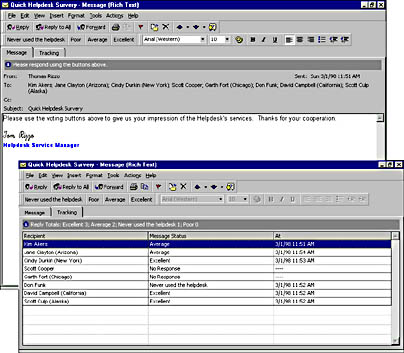 Quick Helpdesk Survery - Message (Rich Text)
File Edit View Insert Format Tools Actions Help
Reply Reply to All Forward
Never used the helpdesk Poor Average Excellent Arial (Western) 10
Message Tracking
Please respond using the buttons above.
From: Thomas Rizzo Sent: Sun 3/1/98 11:51 AM
To: Kim Akers; Jane Clayton (Arizona); Cindy Durkin (New York); Scott Cooper; Garth Fort (Chicago); Don Funk; David Campbell (California); Scott Culp
(Alaska)
Cc:
Subject: Quick Helpdesk Survery
Please use the voting buttons above to give us your impression of the Helpdesk's services. Thanks for your cooperation.
Tom Rizzo
Helpdesk Service Manager
Quick Helpdesk Survery - Message (Rich Text)
File Edit View Insert Format Tools Actions Help
Reply Reply to All Forward
Never used the helpdesk Poor Average Excellent Arial (Western) 10
Message Tracking
Reply Totals: Excellent 3; Average 2; Never used the helpdesk 1; Poor 0
Recipient Message Status At
Kim Akers Average 3/1/98 11:51 AM
Jane Clayton (Arizona) Average 3/1/98 11:54 AM
Cindy Durkin (New York) Excellent 3/1/98 11:53 AM
Scott Cooper No Response ----
Garth Fort (Chicago) No Response ----
Don Funk Never used the helpdesk 3/1/98 11:52 AM
David Campbell (California) Excellent 3/1/98 11:52 AM
Scott Culp (Alaska) Excellent 3/1/98 11:52 AM